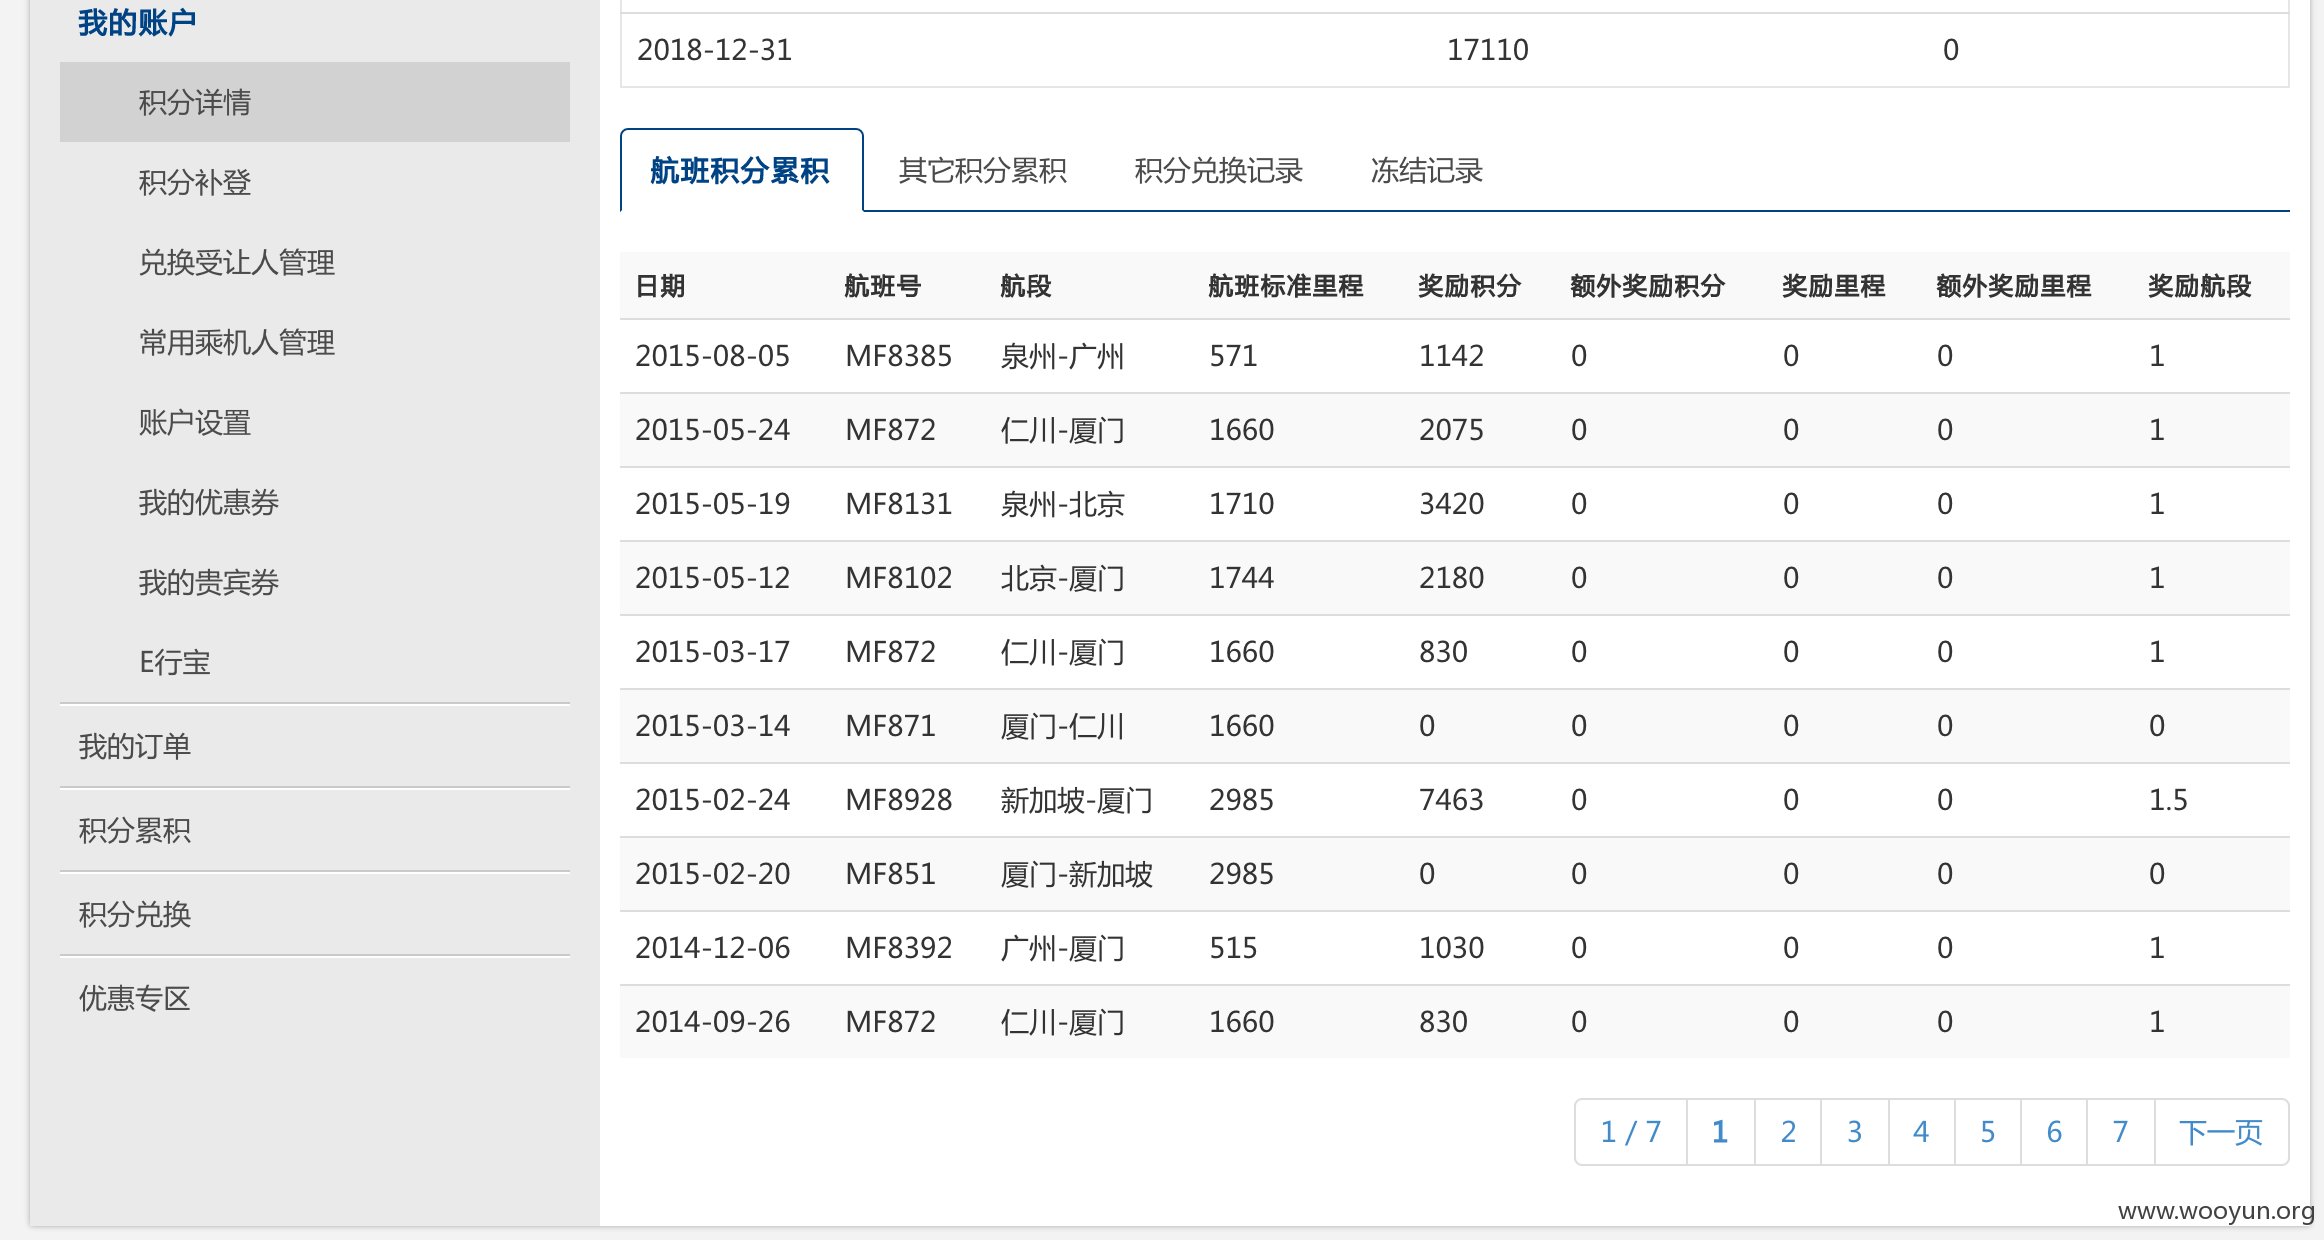 我的账户
积分详情
积分补登
兑换受让人管理
常用乘机人管理
账户设置
我的优惠券
我的贵宾券
E行宝
我的订单
积分累积
积分兑换
优惠专区
2018-12-31 17110 0
航班积分累积 其它积分累积 积分兑换记录 冻结记录
日期 航班号 航段 航班标准里程 奖励积分 额外奖励积分 奖励里程 额外奖励里程 奖励航段
2015-08-05 MF8385 泉州-广州 571 1142 0 0 0 1
2015-05-24 MF872 仁川-厦门 1660 2075 0 0 0 1
2015-05-19 MF8131 泉州-北京 1710 3420 0 0 0 1
2015-05-12 MF8102 北京-厦门 1744 2180 0 0 0 1
2015-03-17 MF872 仁川-厦门 1660 830 0 0 0 1
2015-03-14 MF871 厦门-仁川 1660 0 0 0 0 0
2015-02-24 MF8928 新加坡-厦门 2985 7463 0 0 0 1.5
2015-02-20 MF851 厦门-新加坡 2985 0 0 0 0 0
2014-12-06 MF8392 广州-厦门 515 1030 0 0 0 1
2014-09-26 MF872 仁川-厦门 1660 830 0 0 0 1
1 / 7 1 2 3 4 5 6 7 下一页
www.wooyun.org